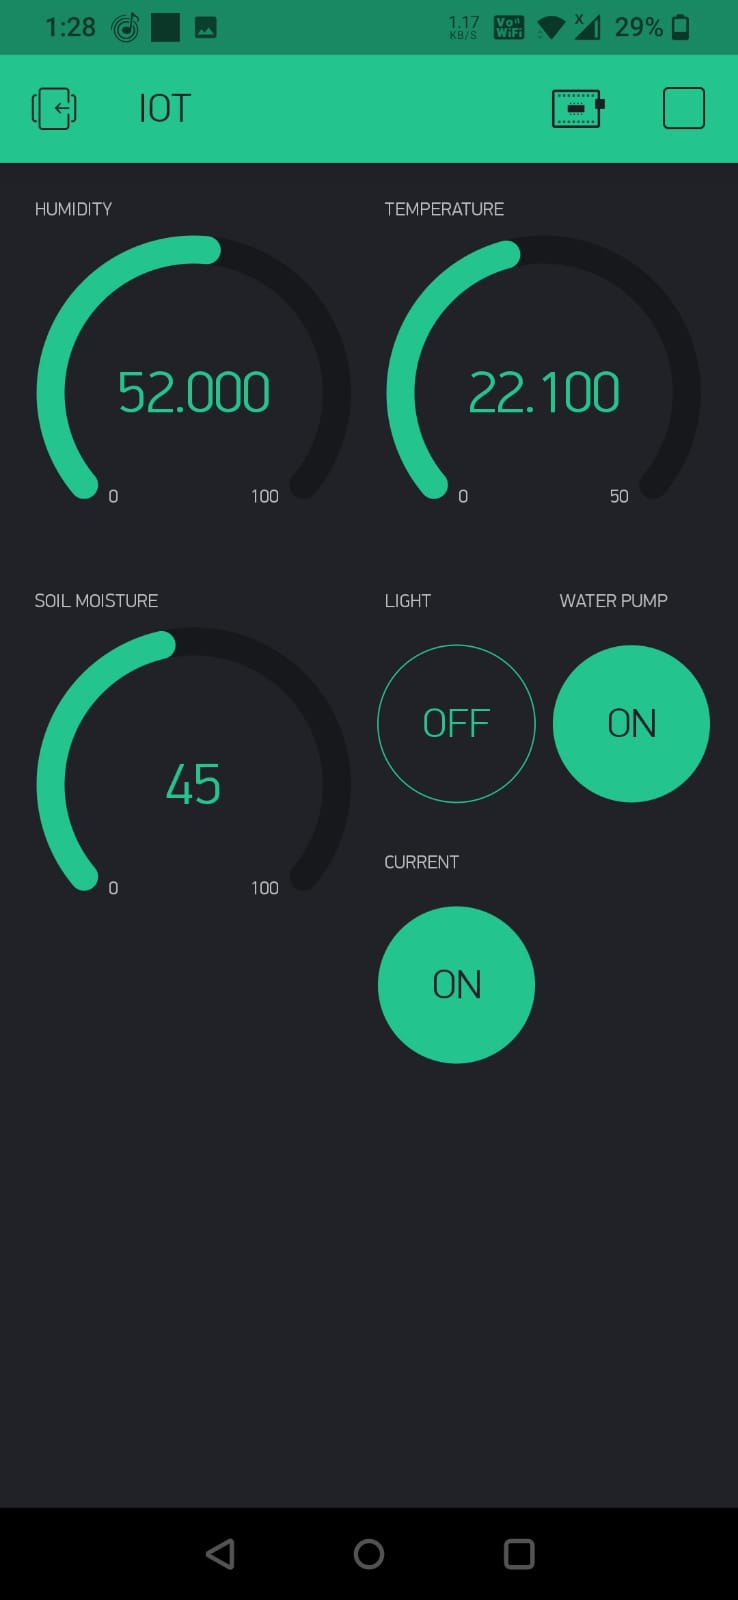 1:28 1.17 KB/S Vo WiFi X 29%
IOT
HUMIDITY TEMPERATURE
52.000 22.100
0 100 0 50
SOIL MOISTURE LIGHT WATER PUMP
OFF ON
45
CURRENT
0 100
ON